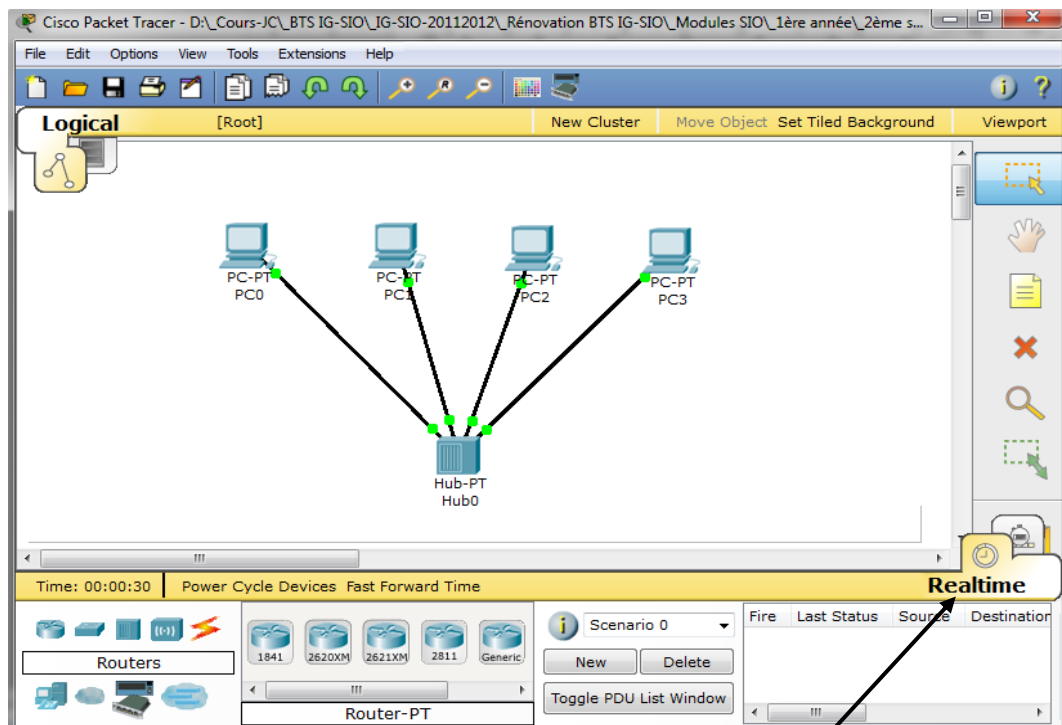 Cisco Packet Tracer - D:\_Cours-JC\_BTS IG-SIO\_IG-SIO-20112012\_Rénovation BTS IG-SIO\_Modules SIO\_1ère année\_2ème s...
File Edit Options View Tools Extensions Help
Logical [Root] New Cluster Move Object Set Tiled Background Viewport
PC-PT PC-PT PC-PT PC-PT
PC0 PC1 PC2 PC3
Hub-PT
Hub0
Realtime
Time: 00:00:30 Power Cycle Devices Fast Forward Time
Fire Last Status Source Destination
Scenario 0
1841 2620XM 2621XM 2811 Generic
Routers
New Delete
Toggle PDU List Window
Router-PT